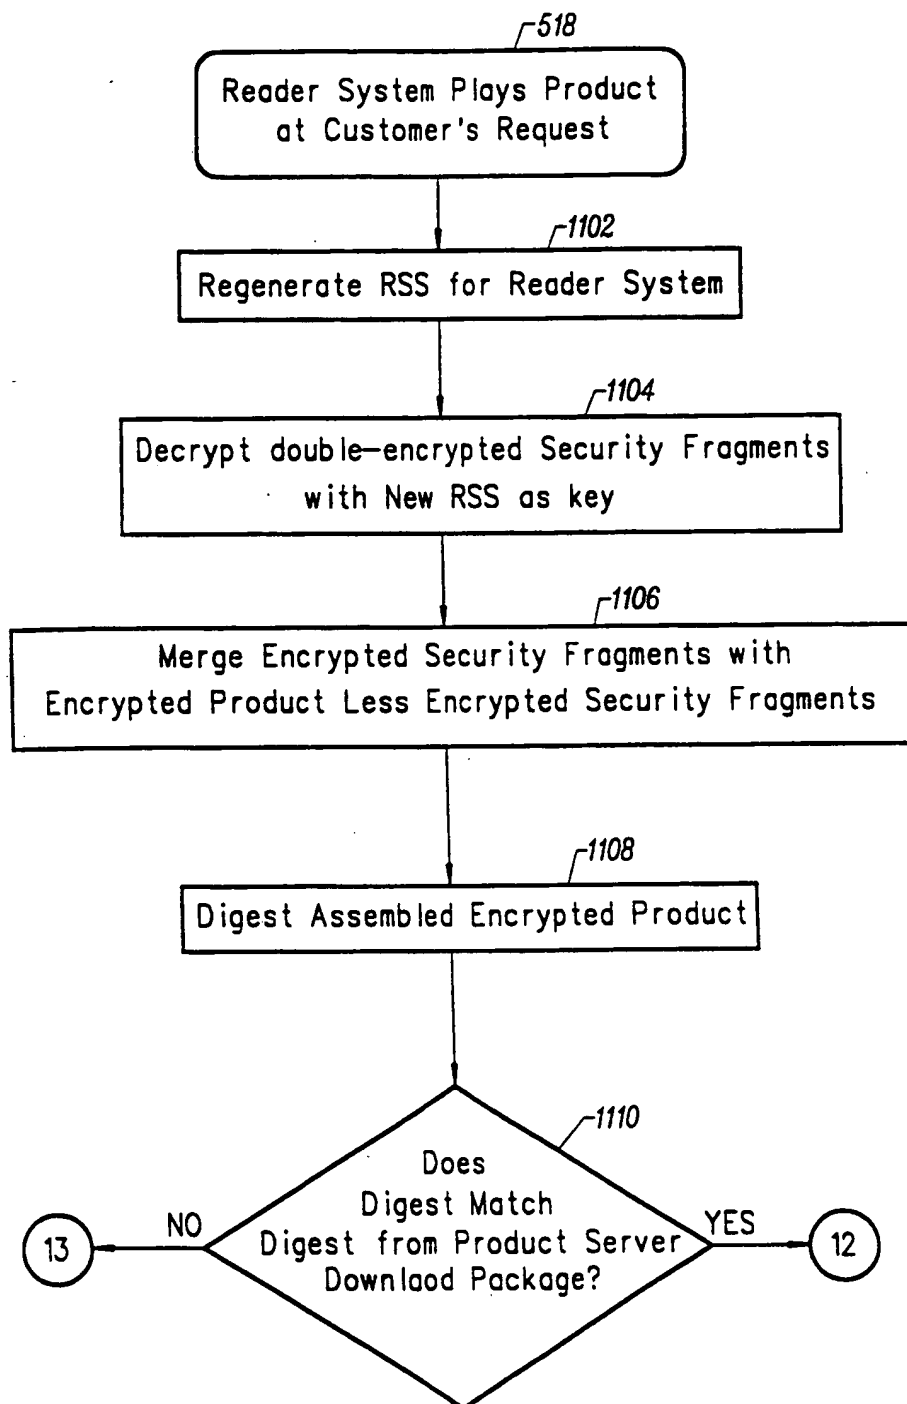 518
Reader System Plays Product
at Customer's Request
1102
Regenerate RSS for Reader System
1104
Decrypt double-encrypted Security Fragments
with New RSS as key
1106
Merge Encrypted Security Fragments with
Encrypted Product Less Encrypted Security Fragments
1108
Digest Assembled Encrypted Product
1110
Does
Digest Match
Digest from Product Server
Downlaod Package?
NO
YES
13
12